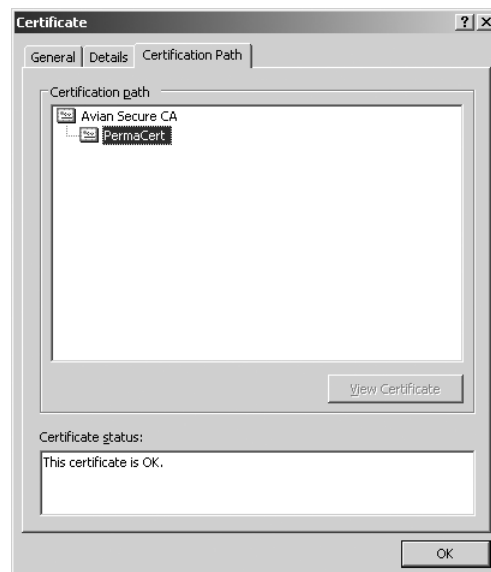 Certificate
General Details Certification Path
Certification path
Avian Secure CA
PermaCert
View Certificate
Certificate status:
This certificate is OK.
OK